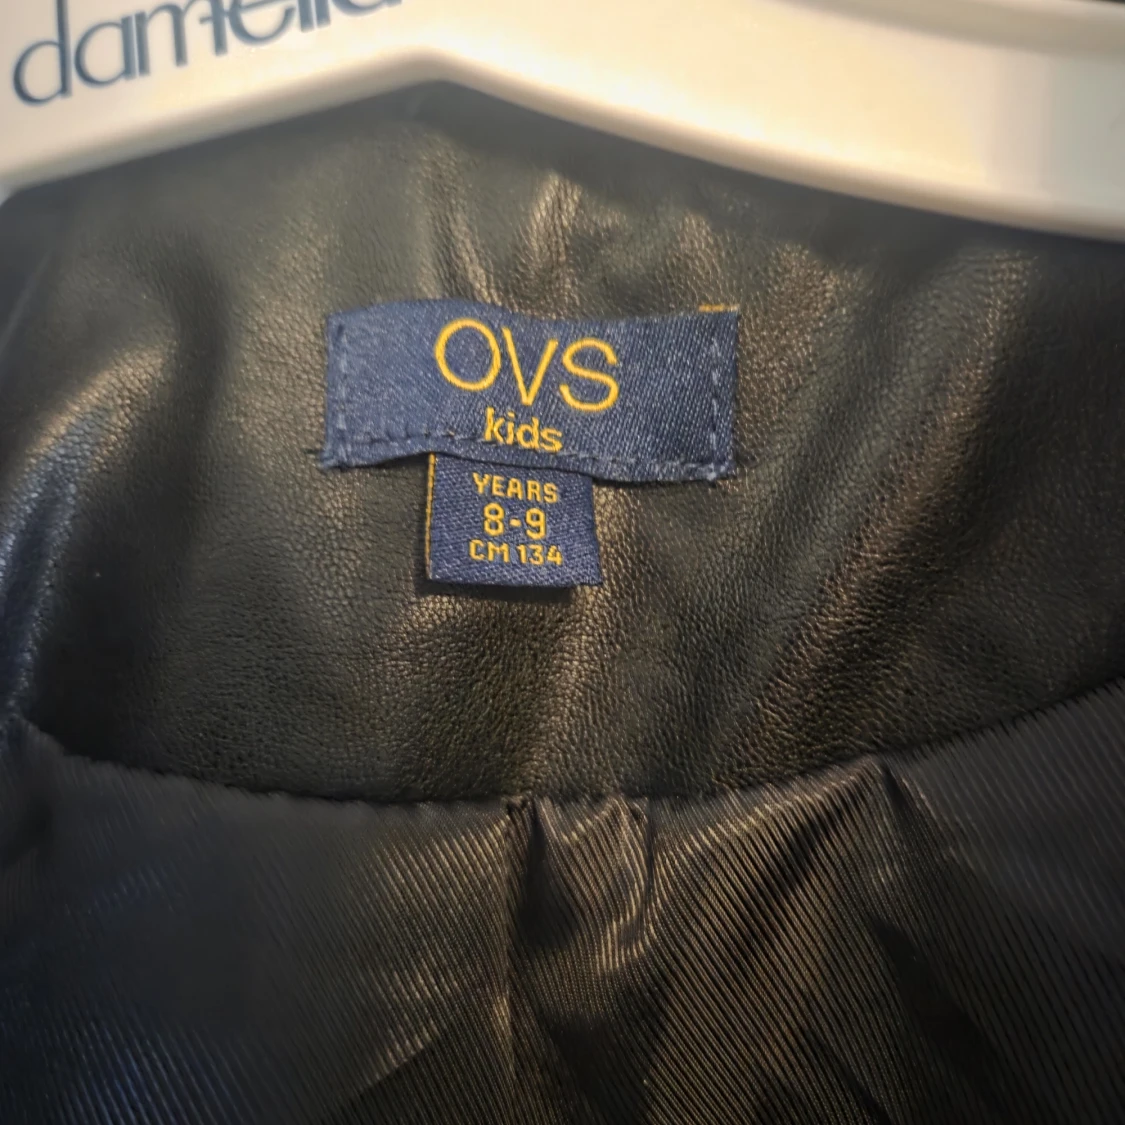 OVS
kids
YEARS
8-9
CM 134